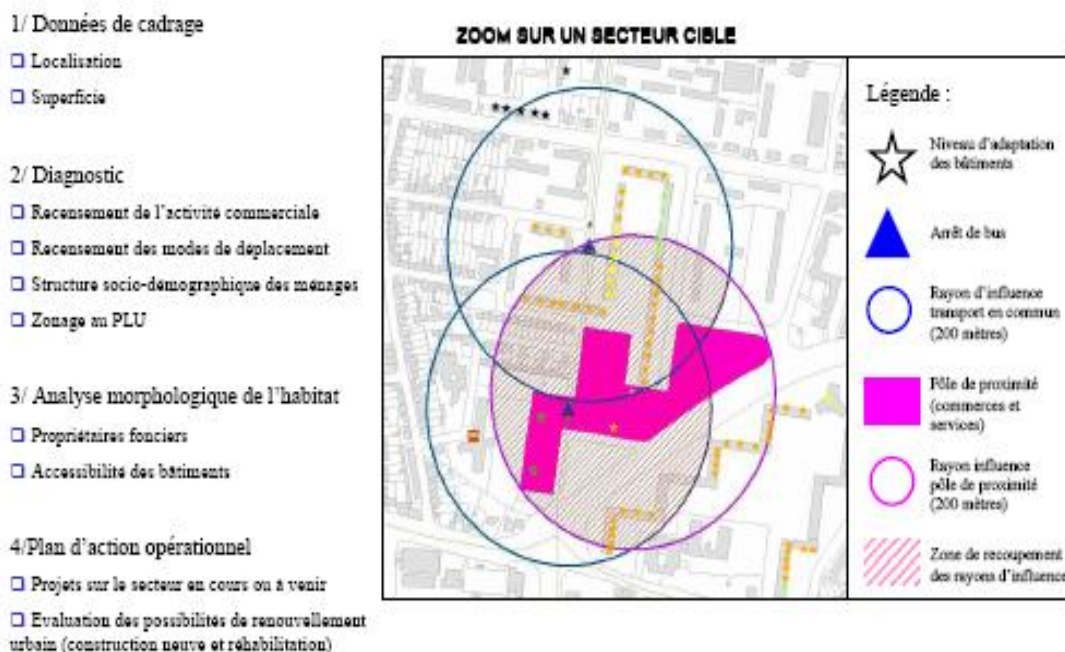 1/ Données de cadrage
Localisation
Superficie
2/ Diagnostic
Recensement de l'activité commerciale
Recensement des modes de déplacement
Structure socio-démographique des ménages
Zonage au PLU
3/ Analyse morphologique de l'habitat
Propriétaires fonciers
Accessibilité des bâtiments
4/Plan d'action opérationnel
Projets sur le secteur en cours ou à venir
Evaluation des possibilités de renouvellement
urbain (construction neuve et réhabilitation)
ZOOM SUR UN SECTEUR CIBLE
Légende :
Niveau d'adaptation
des bâtiments
Arrêt de bus
Rayon d'influence
transport en commun
(200 mètres)
Pôle de proximité
(commerces et
services)
Rayon influence
pôle de proximité
(200 mètres)
Zone de recoupement
des rayons d'influence